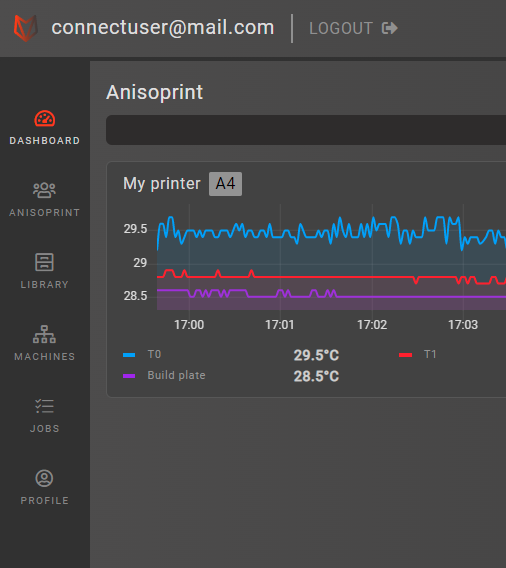 connectuser@mail.com LOGOUT
DASHBOARD
ANISOPRINT
LIBRARY
MACHINES
JOBS
PROFILE
Anisoprint
My printer A4
29.5
29
28.5
17:00 17:01 17:02 17:03
T0 29.5°C T1
Build plate 28.5°C